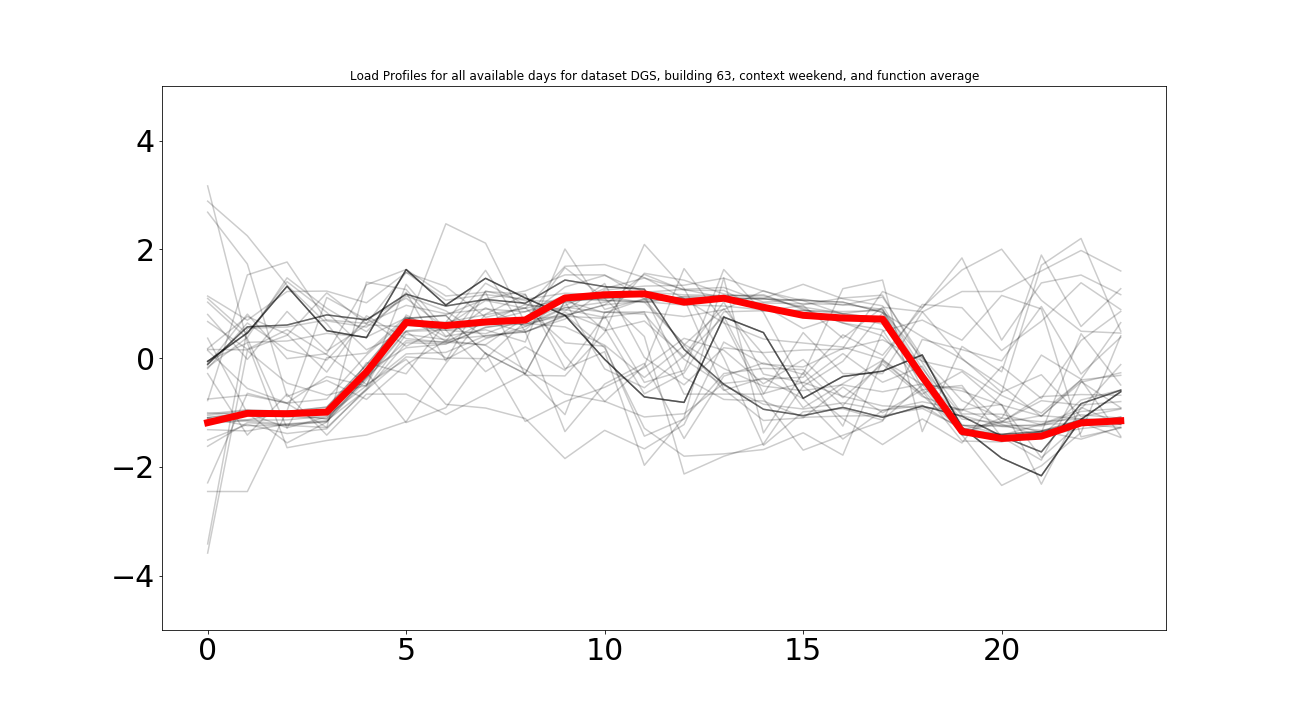 Load Profiles for all available days for dataset DGS, building 63, context weekend, and function average
4
2
0
−2
−4
0 5 10 15 20